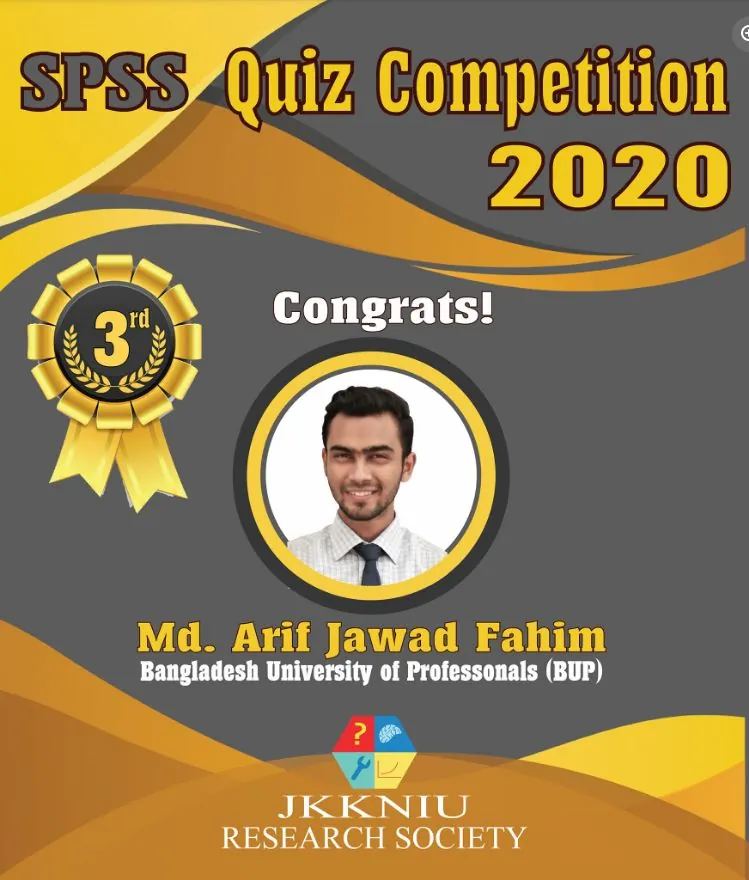 SPSS Quiz Competition
2020
3rd
Congrats!
Md. Arif Jawad Fahim
Bangladesh University of Professonals (BUP)
?
JKKNIU
RESEARCH SOCIETY